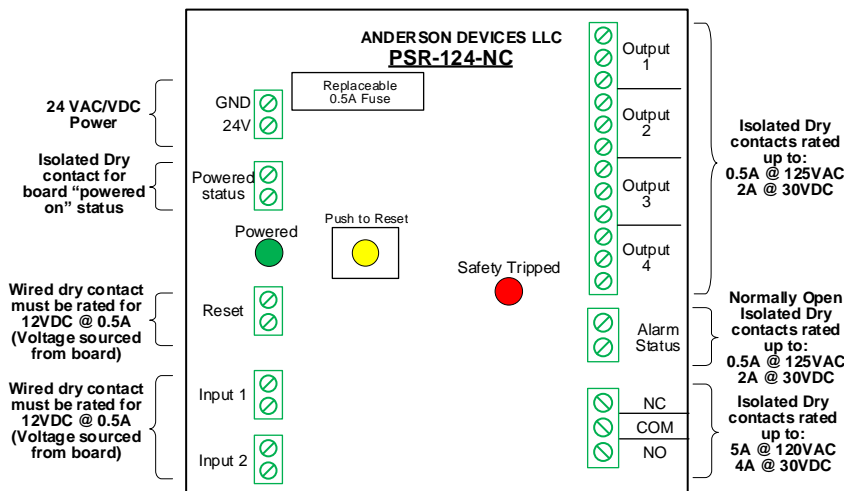 ANDERSON DEVICES LLC
PSR-124-NC
Replaceable
0.5A Fuse
24 VAC/VDC
Power
GND
24V
Isolated Dry
contact for
board “powered
on” status
Powered
status
Powered
Push to Reset
Safety Tripped
Wired dry contact
must be rated for
12VDC @ 0.5A
(Voltage sourced
from board)
Reset
Wired dry contact
must be rated for
12VDC @ 0.5A
(Voltage sourced
from board)
Input 1
Input 2
Output
1
Output
2
Output
3
Output
4
Isolated Dry
contacts rated
up to:
0.5A @ 125VAC
2A @ 30VDC
Alarm
Status
Normally Open
Isolated Dry
contacts rated
up to:
0.5A @ 125VAC
2A @ 30VDC
NC
COM
NO
Isolated Dry
contacts rated
up to:
5A @ 120VAC
4A @ 30VDC